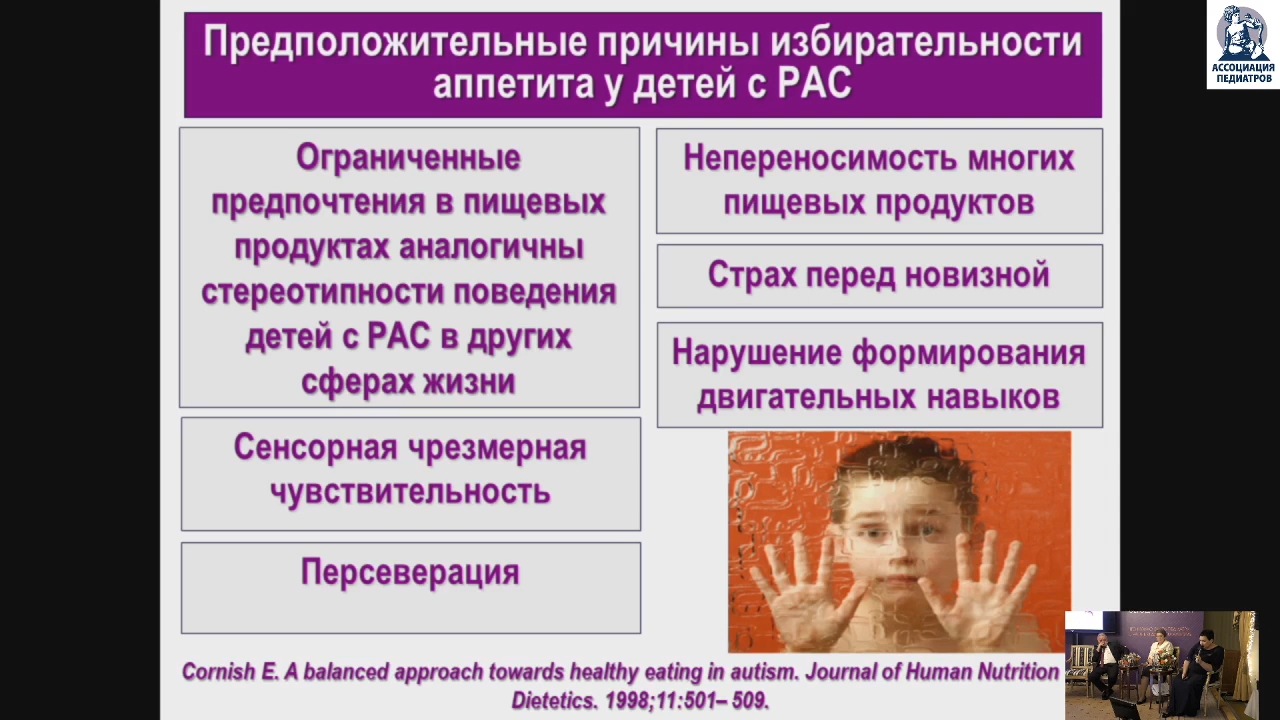 Предположительные причины избирательности
аппетита у детей с РАС
АССОЦИАЦИЯ
ПЕДИАТРОВ
Ограниченные
предпочтения в пищевых
продуктах аналогичны
стереотипности поведения
детей с РАС в других
сферах жизни
Сенсорная чрезмерная
чувствительность
Персеверация
Непереносимость многих
пищевых продуктов
Страх перед новизной
Нарушение формирования
двигательных навыков
Cornish E. A balanced approach towards healthy eating in autism. Journal of Human Nutrition
Dietetics. 1998;11:501– 509.